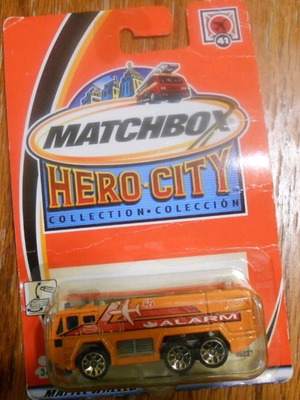 41
MATCHBOX
HERO-CITY
COLLECTION • COLECCIÓN
ALARM